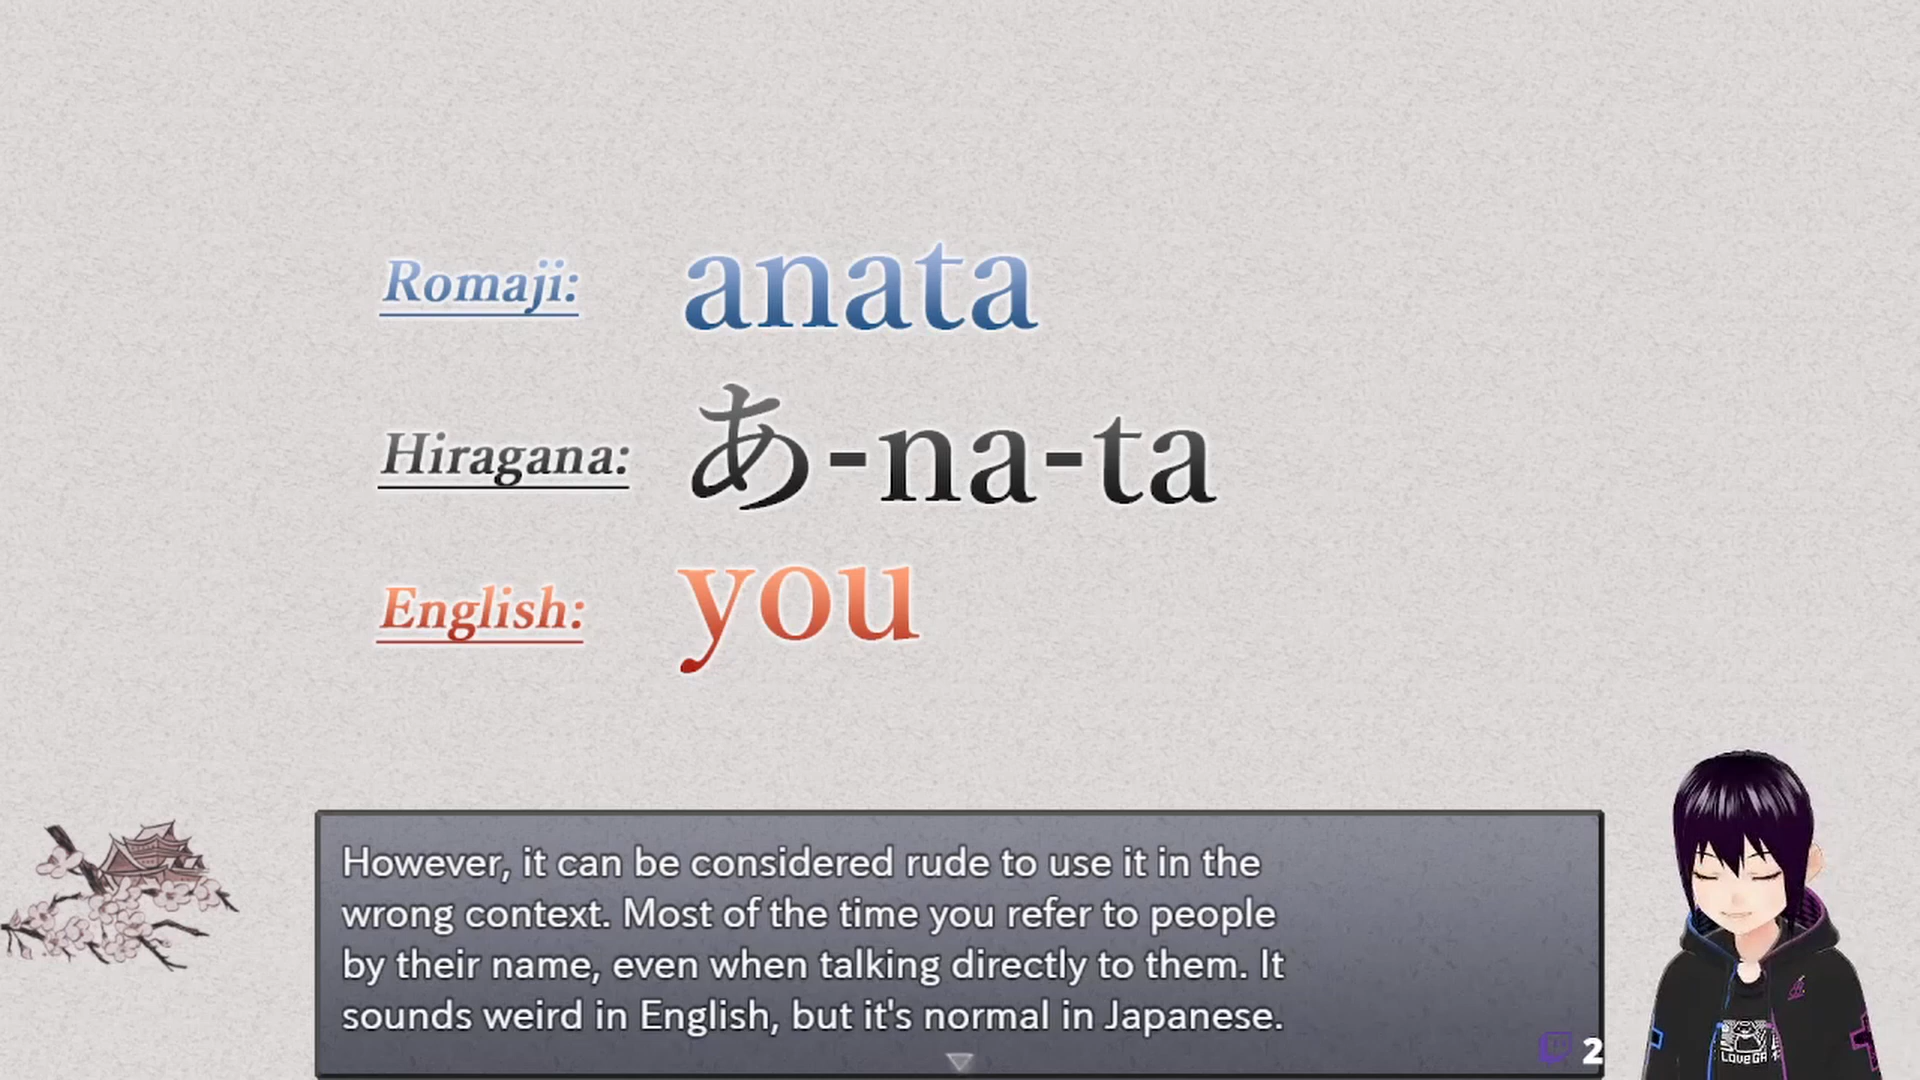 Romaji: anata
Hiragana: あ-na-ta
English: you
However, it can be considered rude to use it in the
wrong context. Most of the time you refer to people
by their name, even when talking directly to them. It
sounds weird in English, but it's normal in Japanese.
2